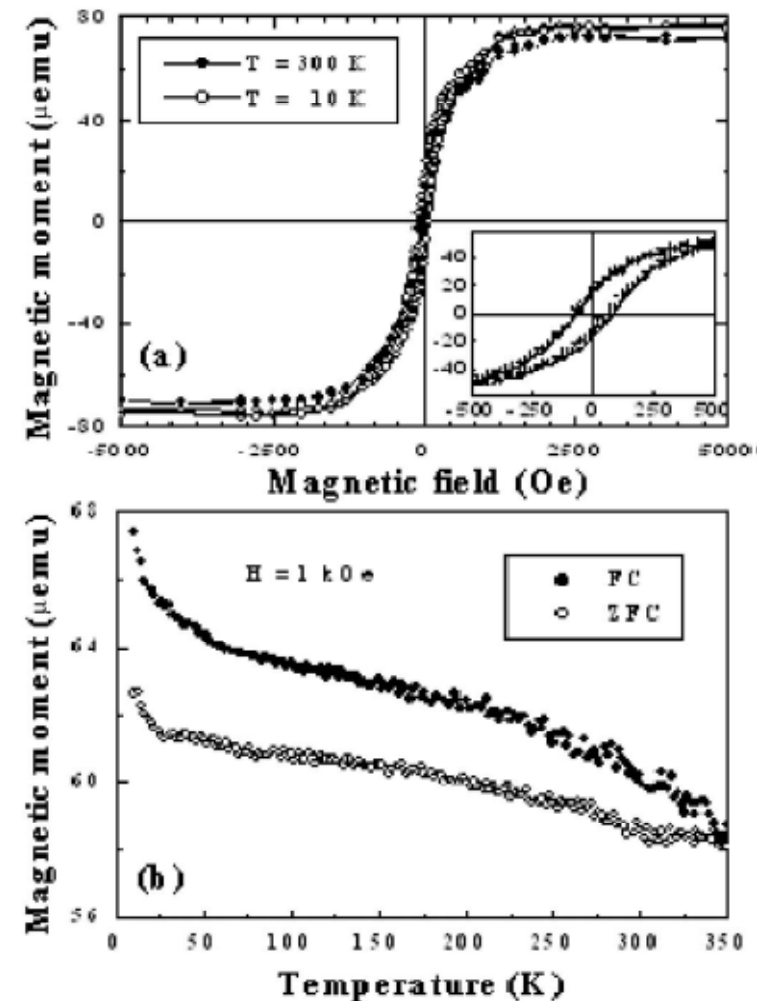 80
T = 300 K
T = 10 K
-40
0
-40
-80
Magnetic moment (μemu)
(a)
-40
20
0
-20
-40
-500
-250
0
250
500
-5000
-2500
0
2500
5000
Magnetic field (Oe)
68
64
60
56
Magnetic moment (μemu)
H = 1 kOe
FC
ZFC
(b)
0 50 100 150 200 250 300 350
Temperature (K)